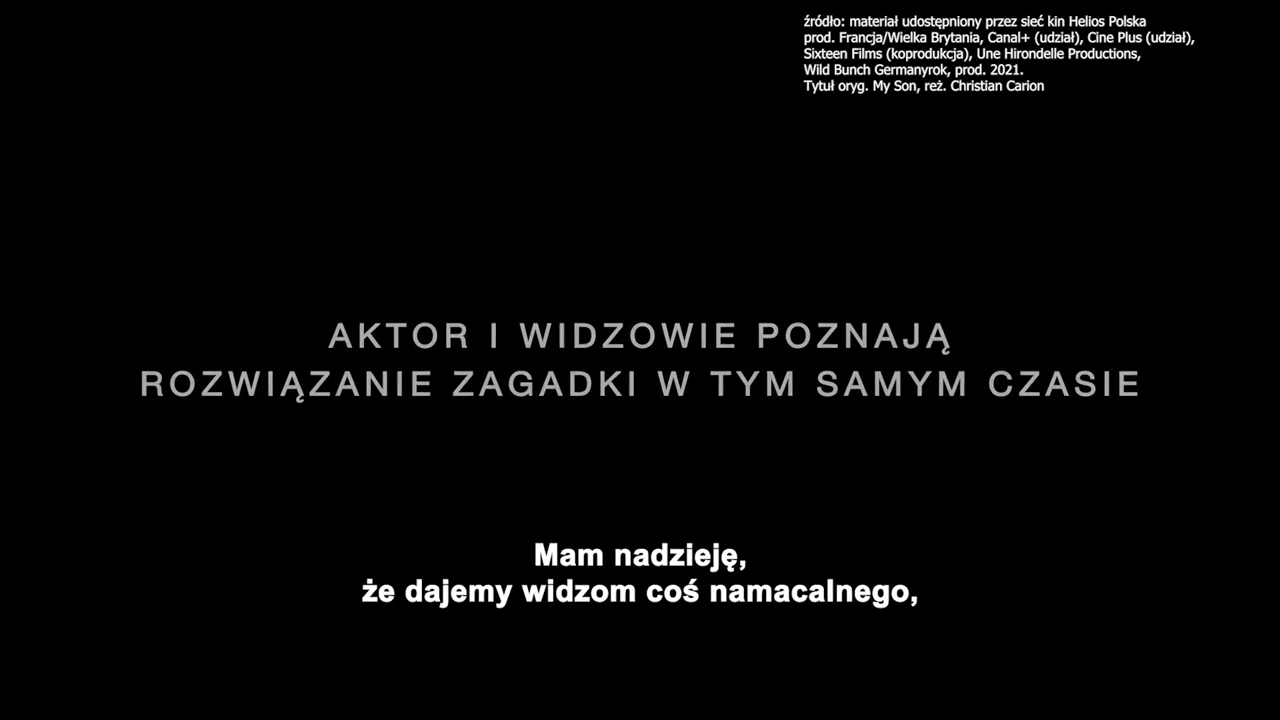 źródło: materiał udostępniony przez sieć kin Helios Polska
prod. Francja/Wielka Brytania, Canal+ (udział), Cine Plus (udział),
Sixteen Films (koprodukcja), Une Hirondelle Productions,
Wild Bunch Germanyrok, prod. 2021.
Tytuł oryg. My Son, reż. Christian Carion
AKTOR I WIDZOWIE POZNAJĄ
ROZWIĄZANIE ZAGADKI W TYM SAMYM CZASIE
Mam nadzieję,
że dajemy widzom coś namacalnego,